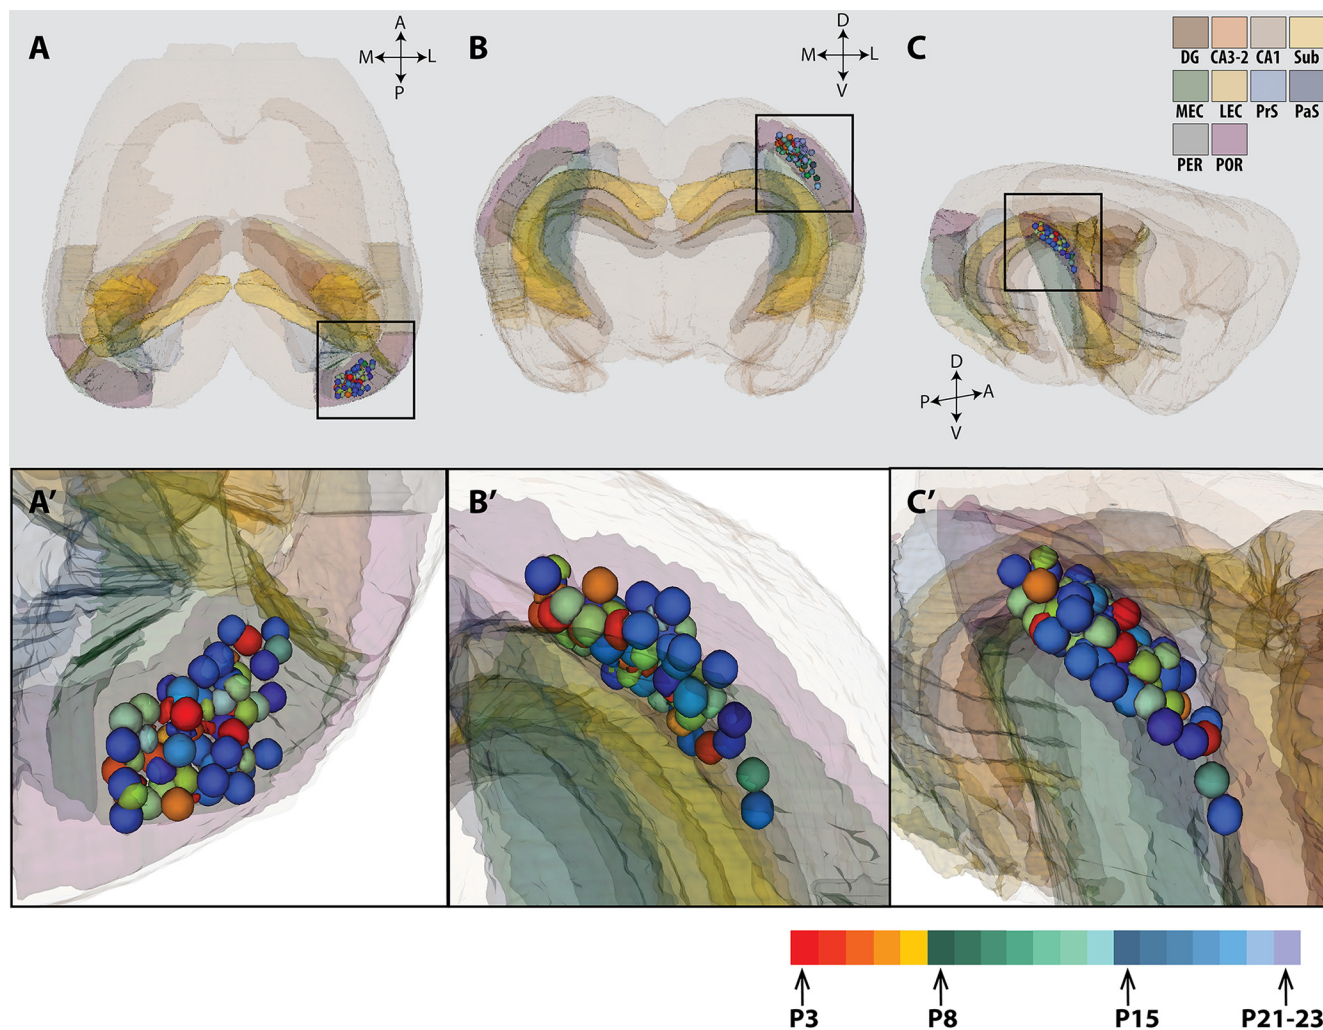 A
A
M
L
P
B
D
M
L
V
C
DG CA3-2 CA1 Sub
MEC LEC PrS PaS
PER POR
D
P
A
V
A′
B′
C′
P3 P8 P15 P21-23